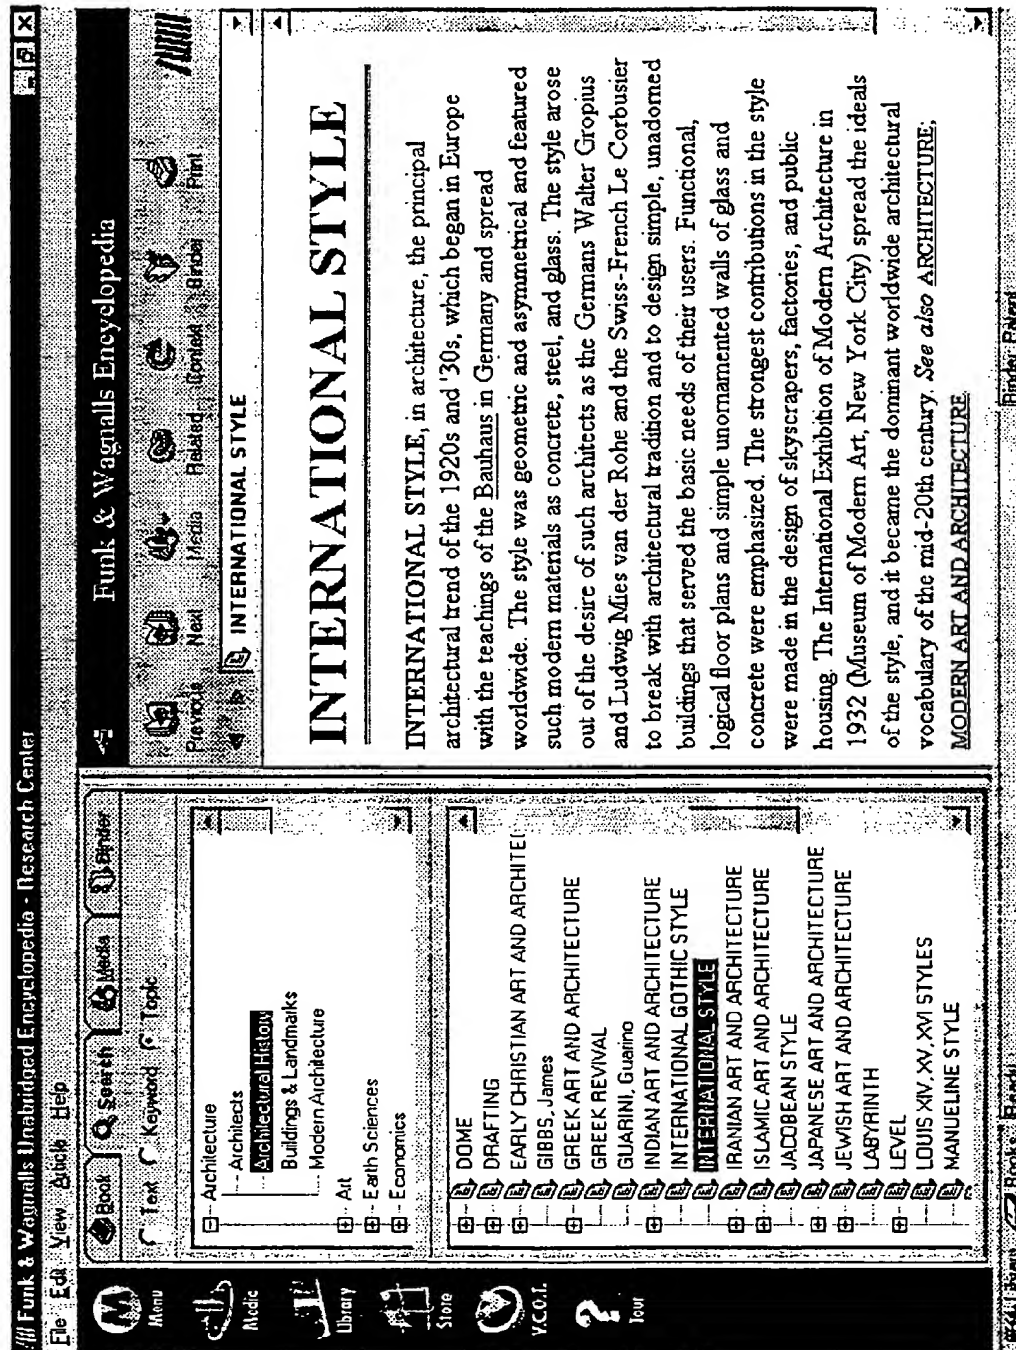 Funk & Wagnalls Unabridged Encyclopedia - Research Center
File Edit View Article Help
Menu
Media
Library
Store
Y.C.O.T.
Tour
Book Search Media Binder
Text Keyword Topic
Architecture
Architects
Architectural History
Buildings & Landmarks
Modern Architecture
Art
Earth Sciences
Economics
DOME
DRAFTING
EARLY CHRISTIAN ART AND ARCHITE(
GIBBS, James
GREEK ART AND ARCHITECTURE
GREEK REVIVAL
GUARINI, Guarino
INDIAN ART AND ARCHITECTURE
INTERNATIONAL GOTHIC STYLE
INTERNATIONAL STYLE
IRANIAN ART AND ARCHITECTURE
ISLAMIC ART AND ARCHITECTURE
JACOBEAN STYLE
JAPANESE ART AND ARCHITECTURE
JEWISH ART AND ARCHITECTURE
LABYRINTH
LEVEL
LOUIS XIV, XV, XVI STYLES
MANUELINE STYLE
Funk & Wagnalls Encyclopedia
Previous Next Media Related Context Binder Print
INTERNATIONAL STYLE
INTERNATIONAL STYLE
INTERNATIONAL STYLE, in architecture, the principal
architectural trend of the 1920s and '30s, which began in Europe
with the teachings of the Bauhaus in Germany and spread
worldwide. The style was geometric and asymmetrical and featured
such modern materials as concrete, steel, and glass. The style arose
out of the desire of such architects as the Germans Walter Gropius
and Ludwig Mies van der Rohe and the Swiss-French Le Corbusier
to break with architectural tradition and to design simple, unadorned
buildings that served the basic needs of their users. Functional,
logical floor plans and simple unornamented walls of glass and
concrete were emphasized. The strongest contributions in the style
were made in the design of skyscrapers, factories, and public
housing. The International Exhibition of Modern Architecture in
1932 (Museum of Modern Art, New York City) spread the ideals
of the style, and it became the dominant worldwide architectural
vocabulary of the mid-20th century. See also ARCHITECTURE;
MODERN ART AND ARCHITECTURE
Books: Ready
Binder: Patent